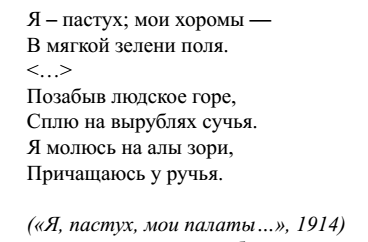 Я – пастух; мои хоромы —
В мягкой зелени поля.
<…>
Позабыв людское горе,
Сплю на вырублях сучья.
Я молюсь на алы зори,
Причащаюсь у ручья.
(«Я, пастух, мои палаты…», 1914)